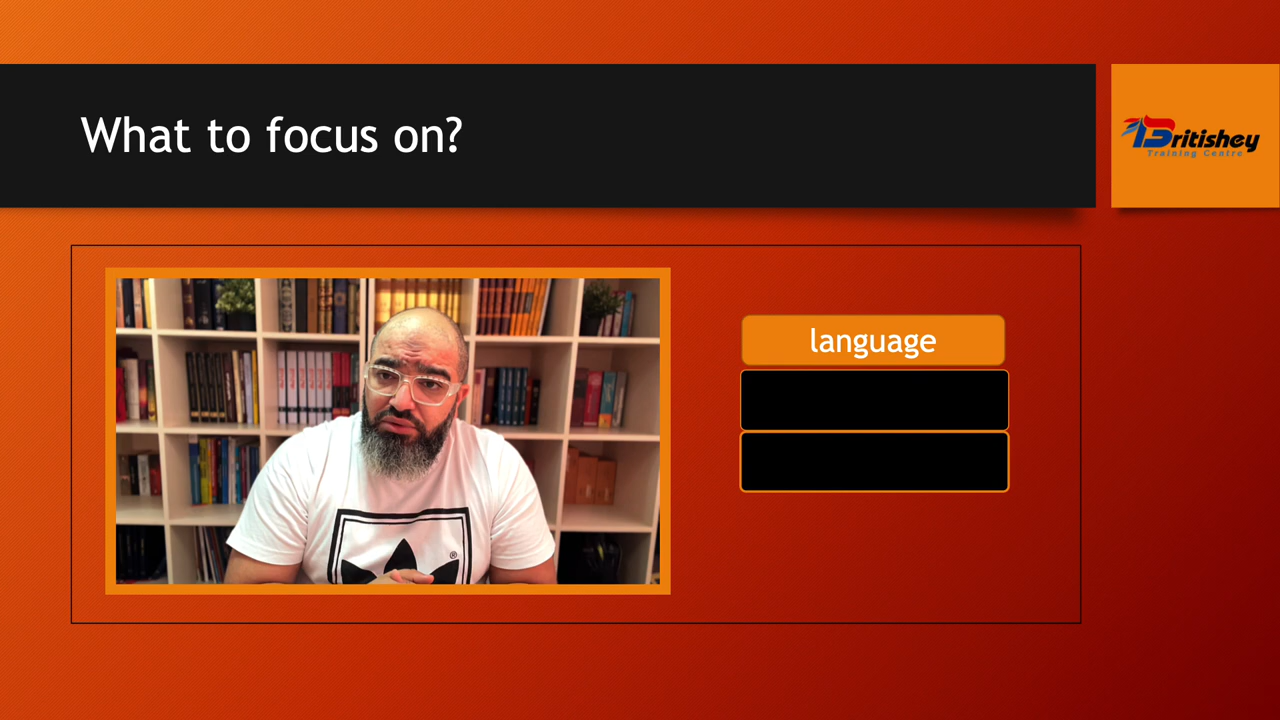 What to focus on?
Britishey
Training Centre
language
®